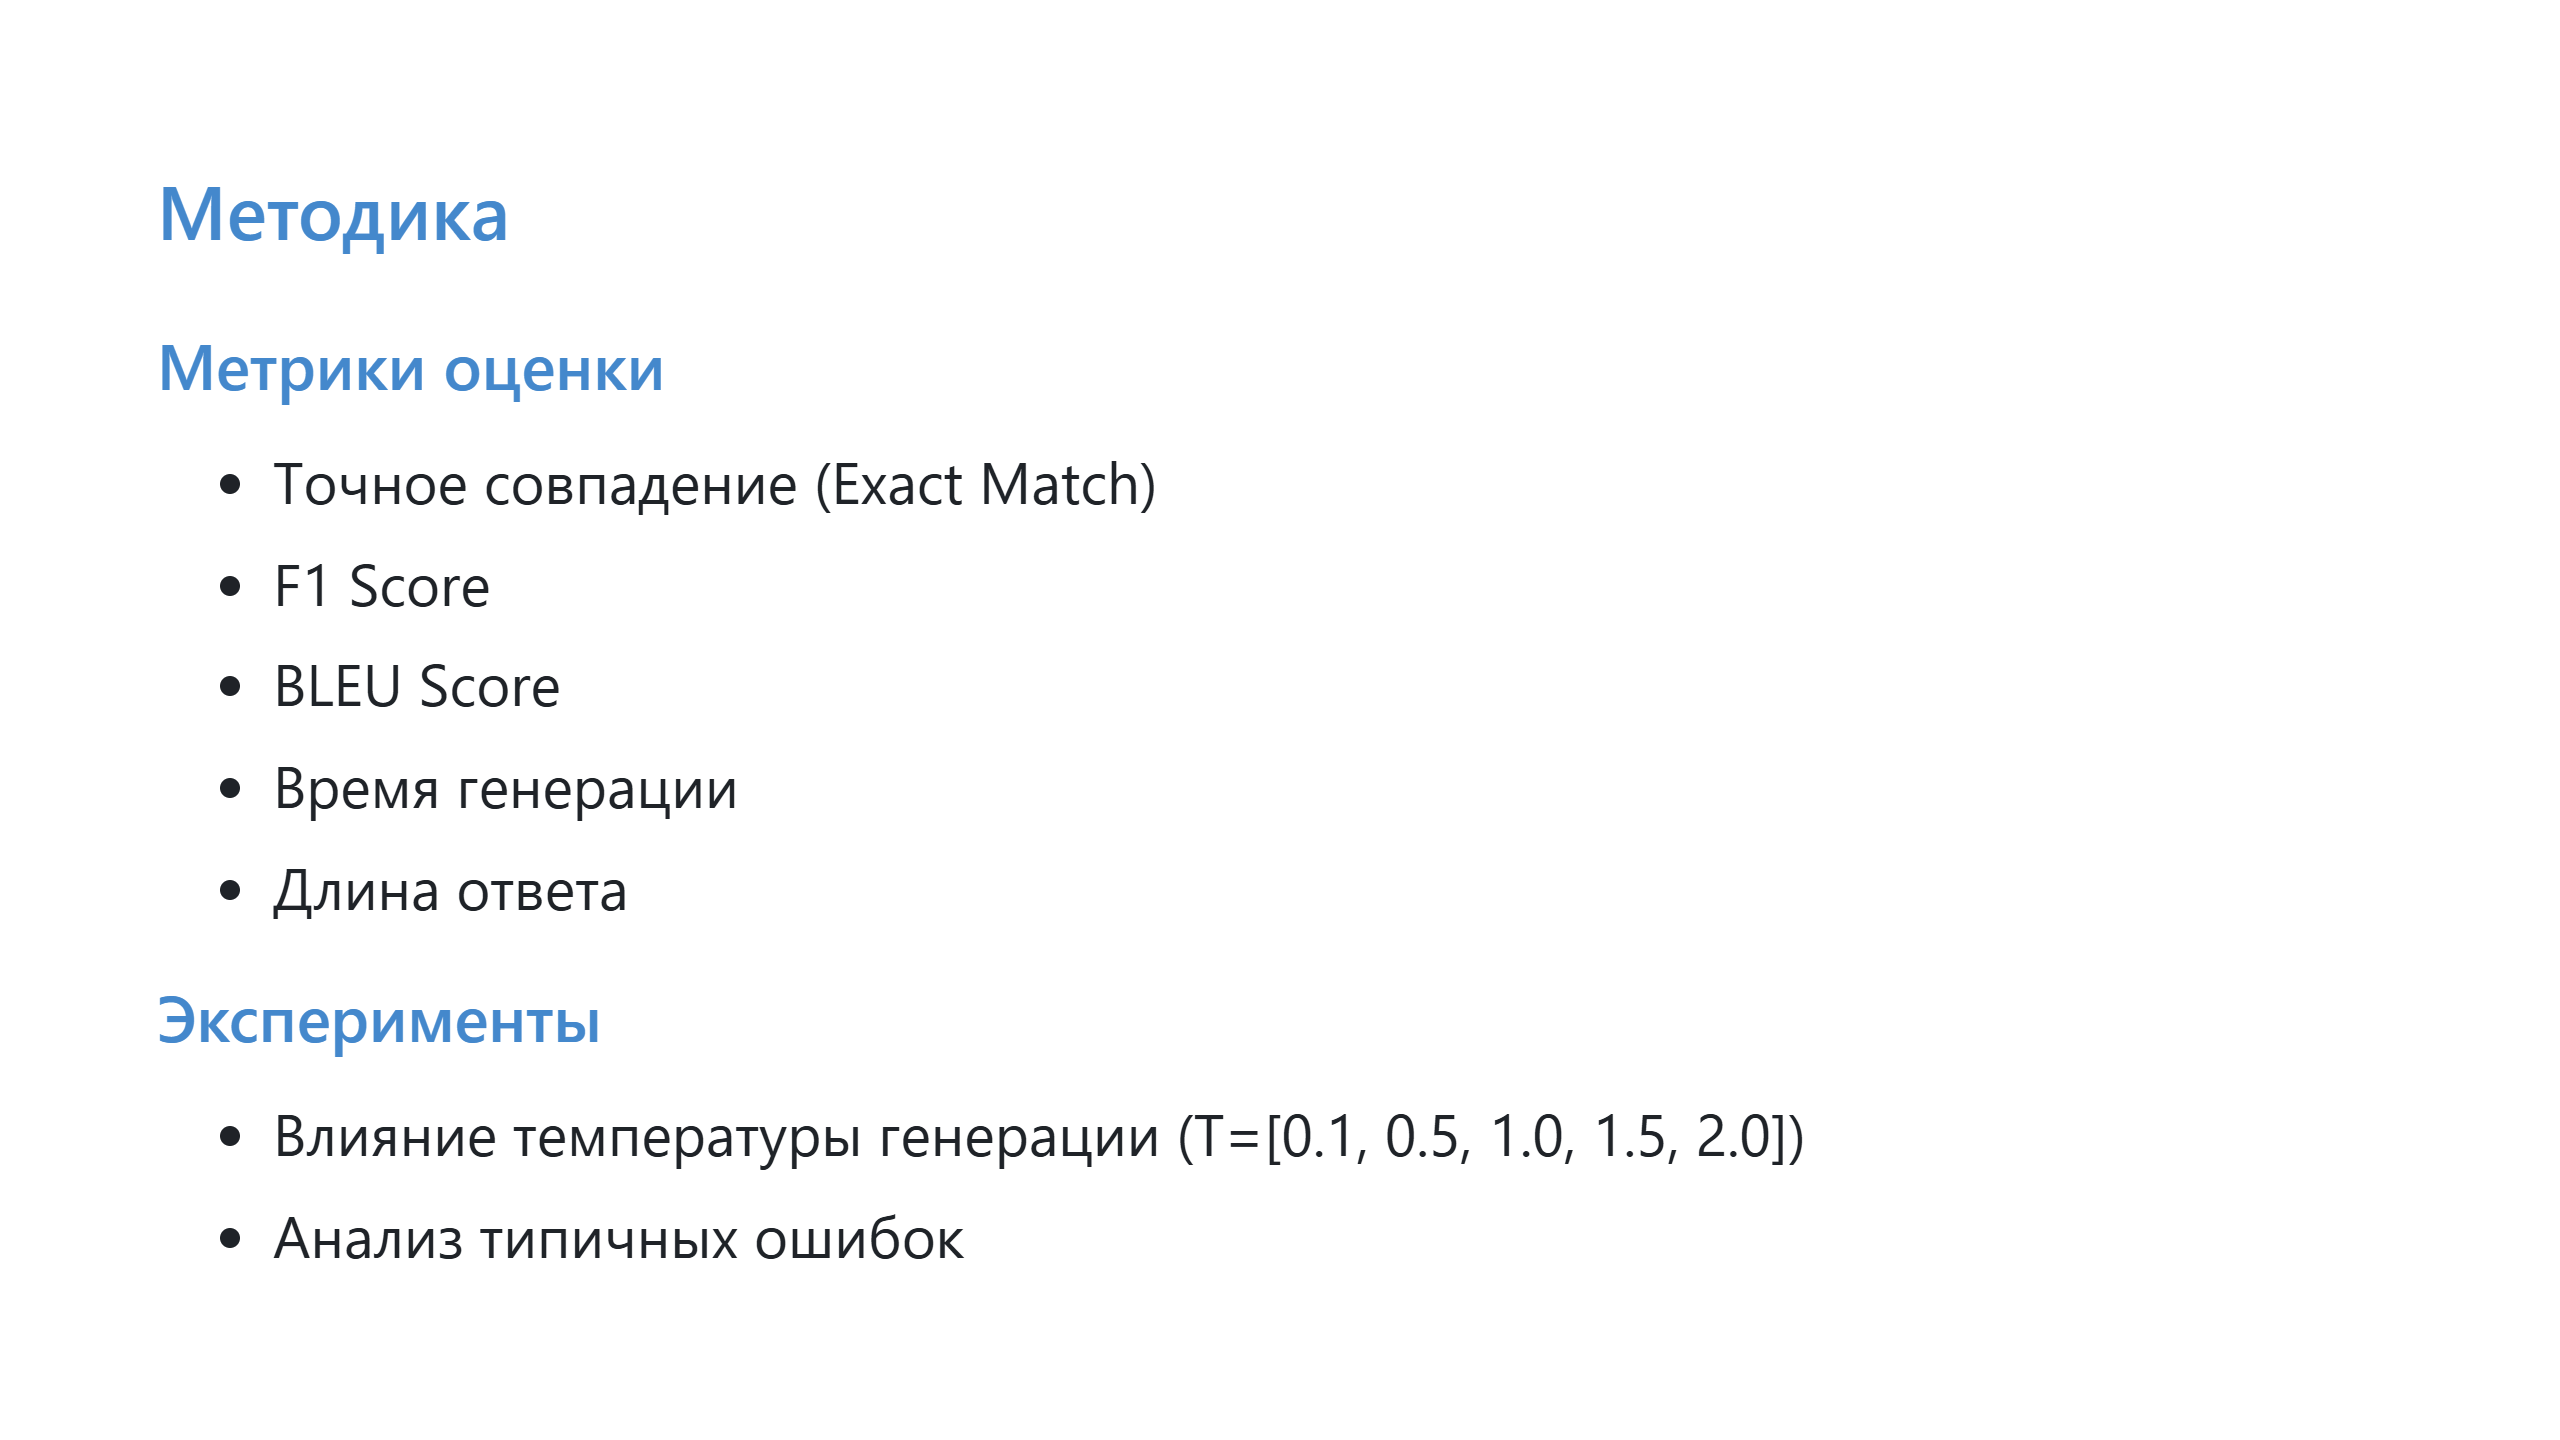 Методика
Метрики оценки
Точное совпадение (Exact Match)
F1 Score
BLEU Score
Время генерации
Длина ответа
Эксперименты
Влияние температуры генерации (T=[0.1, 0.5, 1.0, 1.5, 2.0])
Анализ типичных ошибок